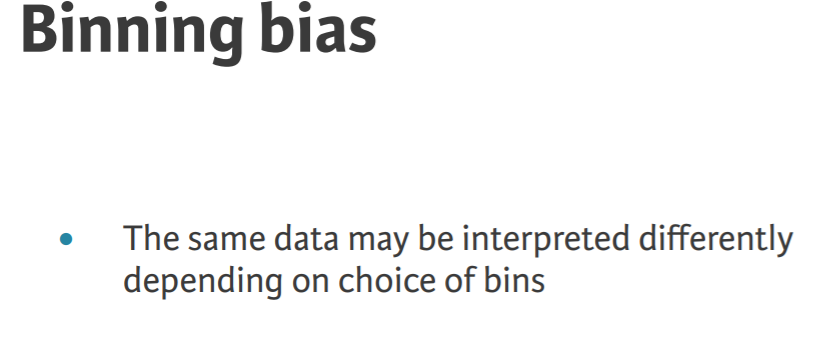 Binning bias
• The same data may be interpreted differently
depending on choice of bins